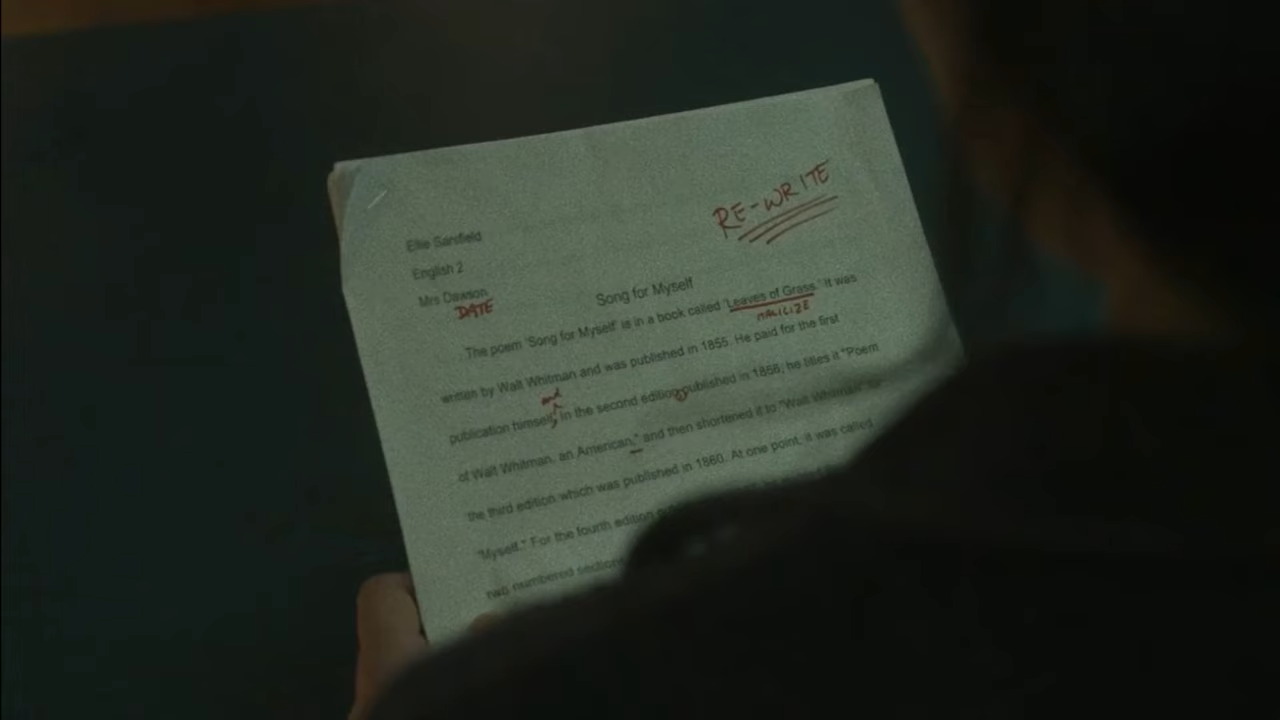 RE-WRITE
Ellie Sanfield
English 2
Mrs Dawson
DATE
Song for Myself
The poem 'Song for Myself' is in a book called 'Leaves of Grass.' It was
written by Walt Whitman and was published in 1855. He paid for the first
and
publication himself, In the second edition published in 1856, he titles it "Poem
of Walt Whitman, an American," and then shortened it to "Walt Whitman"
the third edition which was published in 1860. At one point, it was called
"Myself." For the fourth edition
two numbered sections